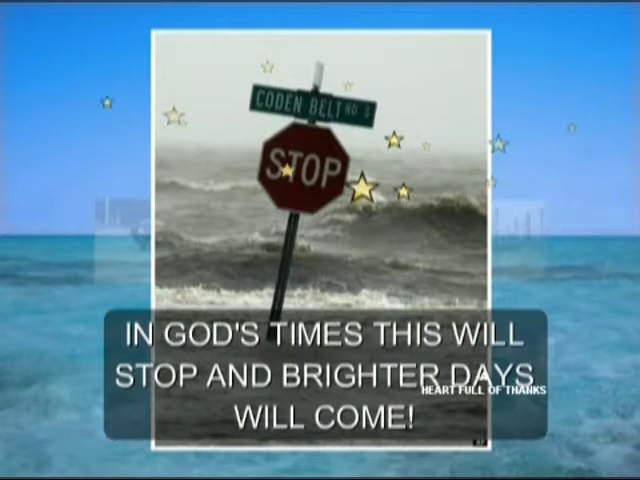 CODEN BELT RD S
STOP
IN GOD'S TIMES THIS WILL
STOP AND BRIGHTER DAYS
HEART FULL OF THANKS
WILL COME!
AP